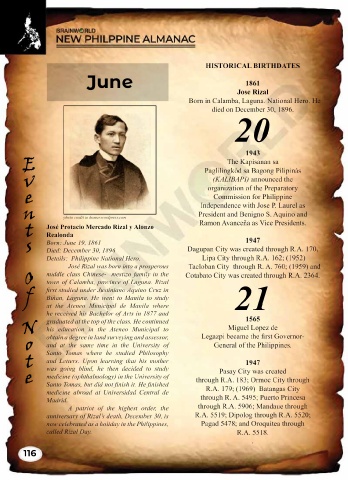 BRAINWORLD
NEW PHILPPINE ALMANAC
June
José Protacio Mercado Rizal y Alonzo
Realonda
Born: June 19, 1861
Died: December 30, 1896
Details: Philippine National Hero.
José Rizal was born into a prosperous
middle class Chinese- mestizo family in the
town of Calamba, province of Laguna. Rizal
first studied under Justiniano Aquino Cruz in
Biñan, Laguna. He went to Manila to study
at the Ateneo Municipal de Manila where
he received his Bachelor of Arts in 1877 and
graduated at the top of the class. He continued
his education in the Ateneo Municipal to
obtain a degree in land surveying and assessor,
and at the same time in the University of
Santo Tomas where he studied Philosophy
and Letters. Upon learning that his mother
was going blind, he then decided to study
medicine (ophthalmology) in the University of
Santo Tomas, but did not finish it. He finished
medicine abroad at Universidad Central de
Madrid.
A patriot of the highest order, the
anniversary of Rizal's death, December 30, is
now celebrated as a holiday in the Philippines,
called Rizal Day.
Events Of Note
116
HISTORICAL BIRTHDATES
1861
Jose Rizal
Born in Calamba, Laguna. National Hero. He
died on December 30, 1896.
20
1943
The Kapisanan sa
Paglilingkod sa Bagong Pilipinas
(KALIBAPI) announced the
organization of the Preparatory
Commission for Philippine
Independence with Jose P. Laurel as
President and Benigno S. Aquino and
Ramon Avanceña as Vice Presidents.
1947
Dagupan City was created through R.A. 170,
Lipa City through R.A. 162; (1952)
Tacloban City through R. A. 760; (1959) and
Cotabato City was created through R.A. 2364.
21
1565
Miguel Lopez de
Legazpi became the first Governor-
General of the Philippines.
1947
Pasay City was created
through R.A. 183; Ormoc City through
R.A. 179; (1969) Batangas City
through R. A. 5495; Puerto Princesa
through R.A. 5906; Mandaue through
R.A. 5519; Dipolog through R.A. 5520;
Pagad 5478; and Oroquitea through
R.A. 5518.